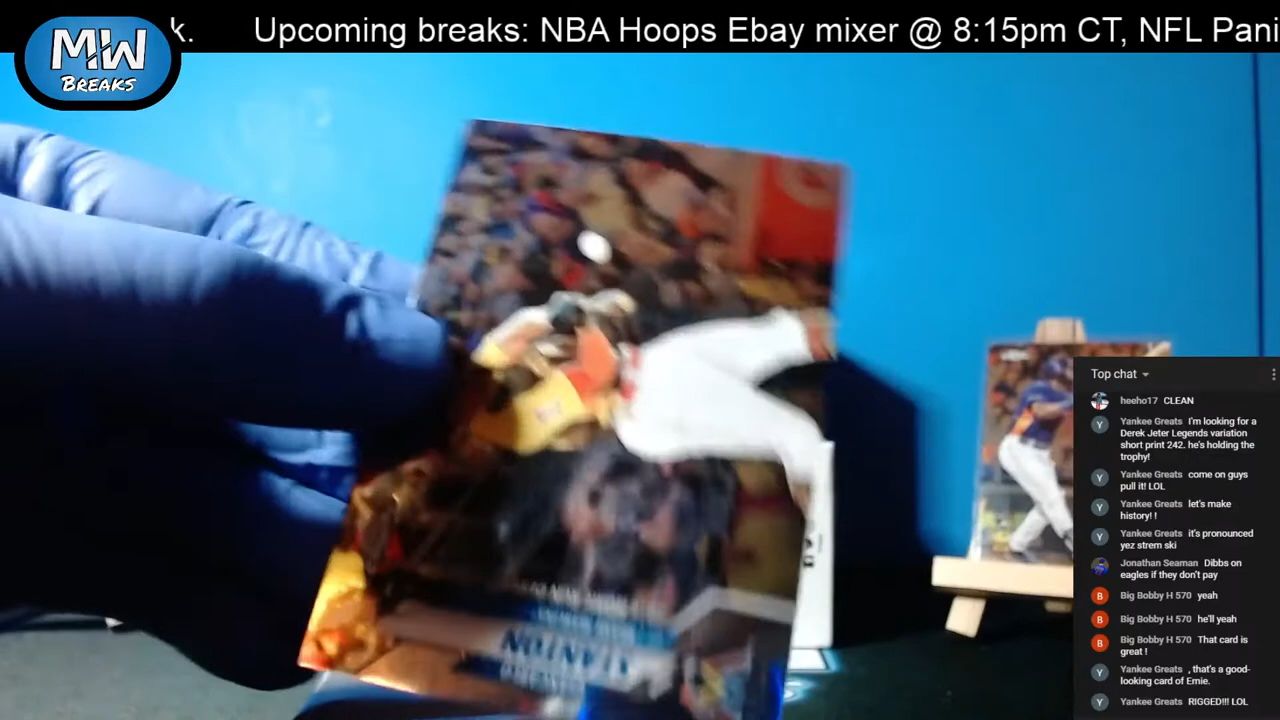 k. Upcoming breaks: NBA Hoops Ebay mixer @ 8:15pm CT, NFL Pani
MW
BREAKS
Top chat
heeho17 CLEAN
Yankee Greats I'm looking for a
Derek Jeter Legends variation
short print 242. he's holding the
trophy!
Yankee Greats come on guys
pull it! LOL
Yankee Greats let's make
history! !
Yankee Greats it's pronounced
yez strem ski
Jonathan Seaman Dibbs on
eagles if they don't pay
Big Bobby H 570 yeah
Big Bobby H 570 he'll yeah
Big Bobby H 570 That card is
great !
Yankee Greats , that's a good-
looking card of Ernie.
Yankee Greats RIGGED!!! LOL
STANTON